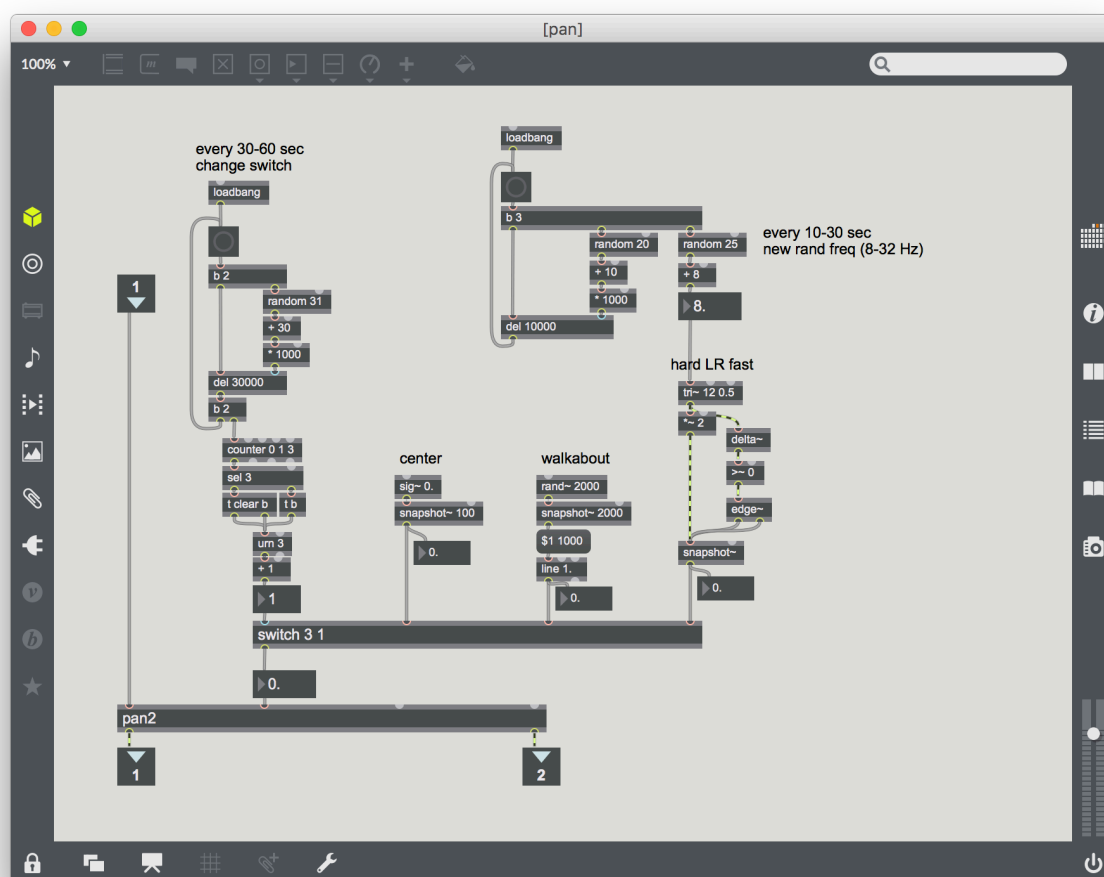 [pan]
100%
every 30-60 sec
change switch
loadbang
b 2
random 31
+ 30
* 1000
del 30000
b 2
counter 0 1 3
sel 3
t clear b
t b
urn 3
+ 1
1
loadbang
b 3
random 20
+ 10
* 1000
del 10000
random 25
+ 8
8.
every 10-30 sec
new rand freq (8-32 Hz)
center
sig~ 0.
snapshot~ 100
0.
walkabout
rand~ 2000
snapshot~ 2000
$1 1000
line 1.
0.
hard LR fast
tri~ 12 0.5
*~ 2
delta~
>~ 0
edge~
snapshot~
0.
switch 3 1
0.
1
pan2
1
2